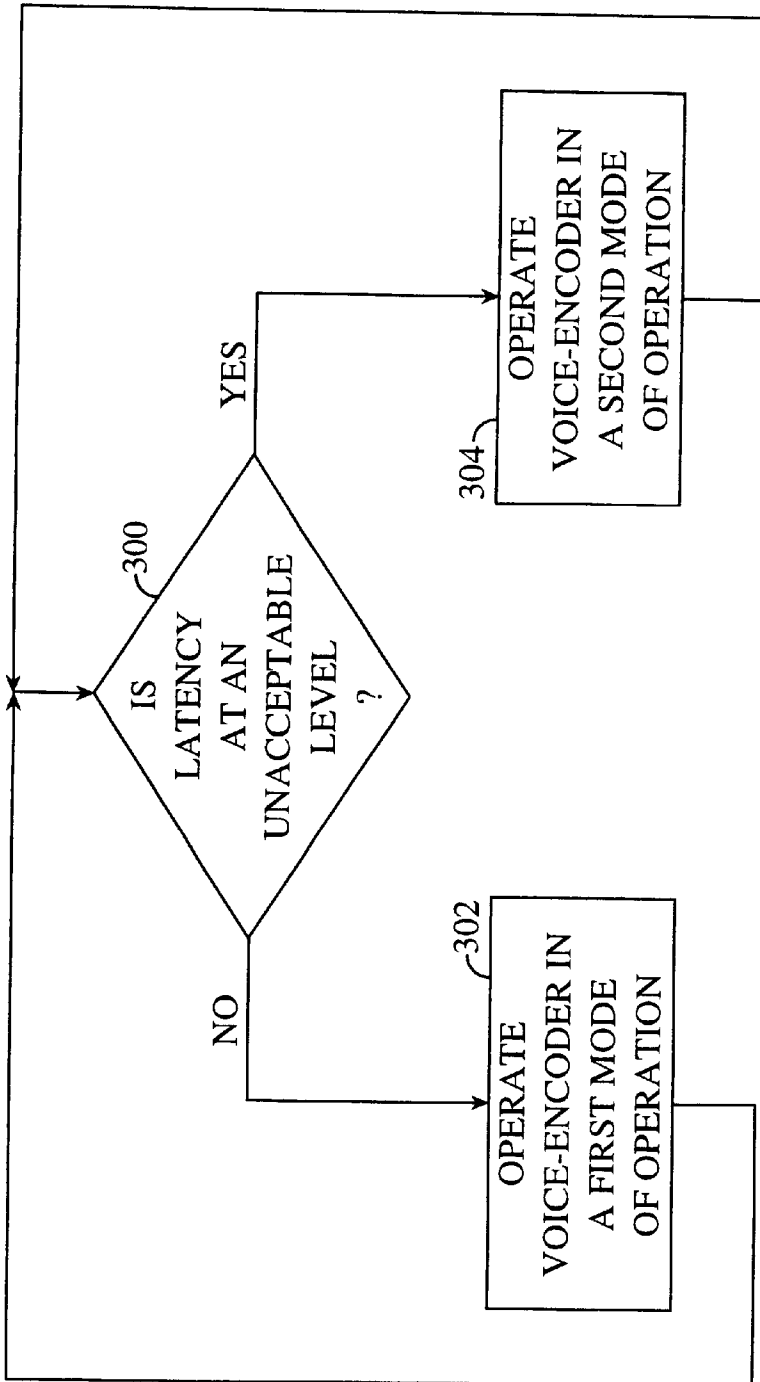 IS
LATENCY
AT AN
UNACCEPTABLE
LEVEL
?
300
NO
YES
302
OPERATE
VOICE-ENCODER IN
A FIRST MODE
OF OPERATION
304
OPERATE
VOICE-ENCODER IN
A SECOND MODE
OF OPERATION